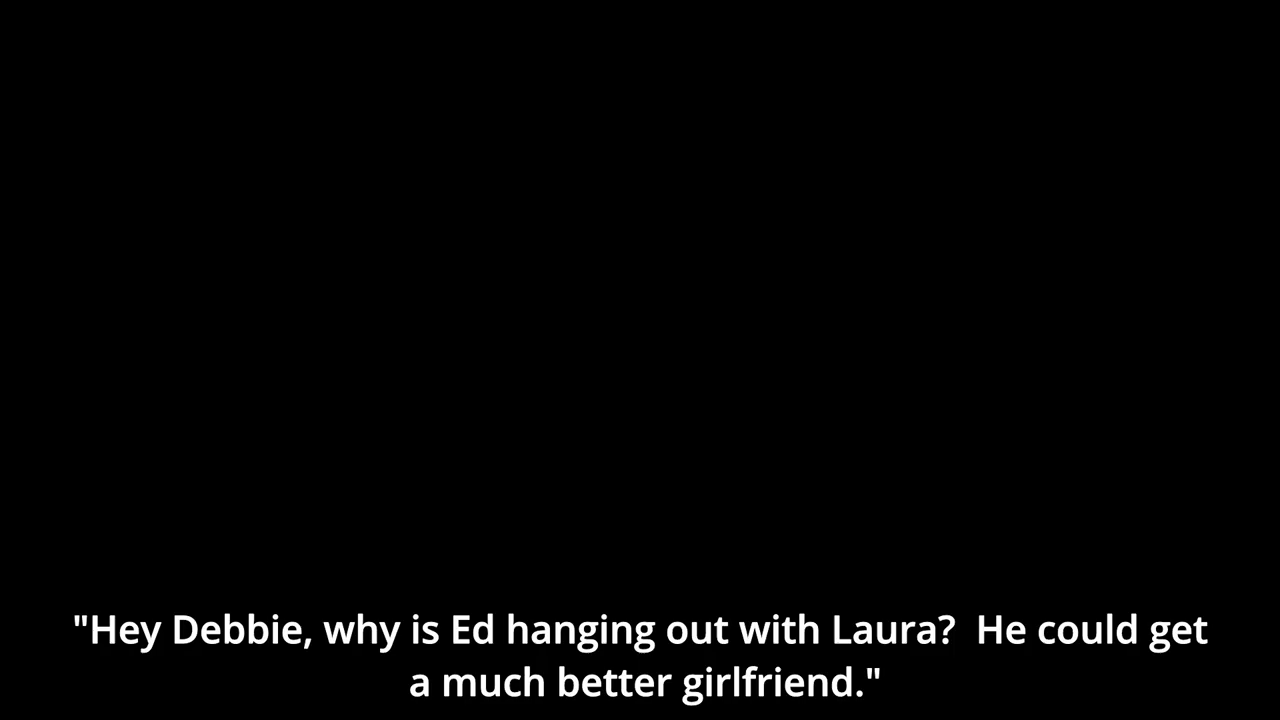 "Hey Debbie, why is Ed hanging out with Laura?  He could get
a much better girlfriend."